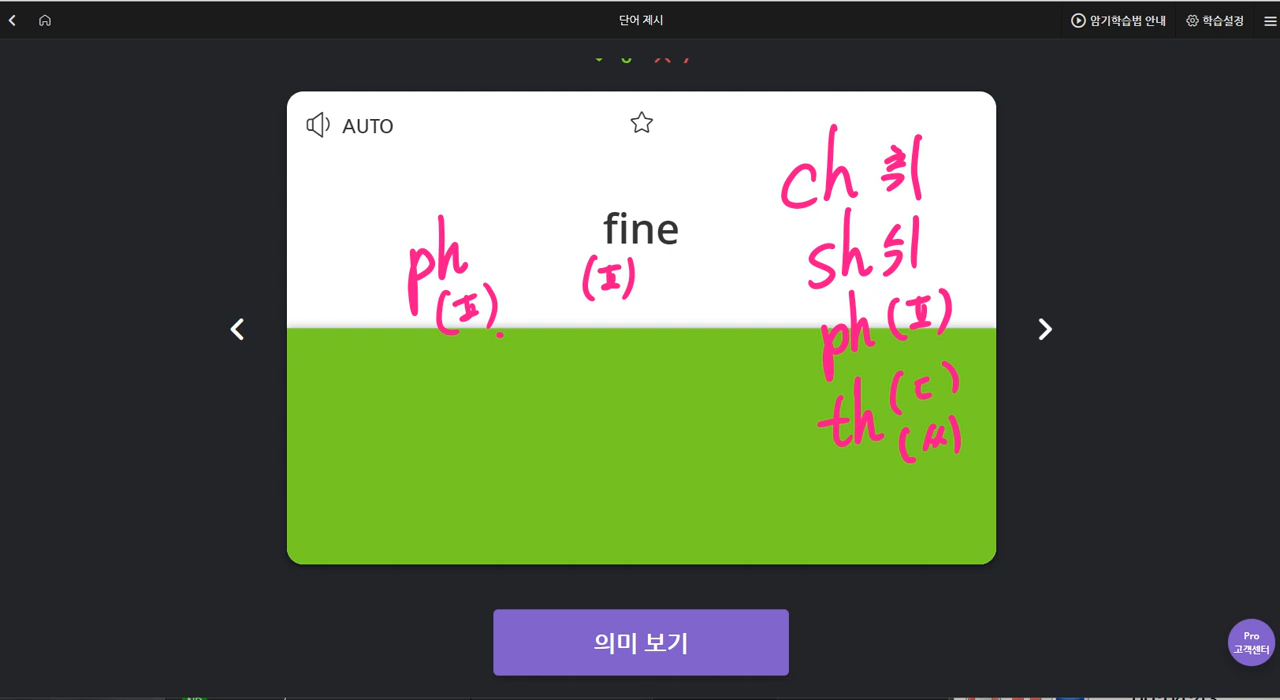 단어 제시
암기학습법 안내
학습설정
AUTO
fine
(ㅍ)
ph
(ㅍ).
ch 취
sh 쉬
ph (ㅍ)
th (ㄷ)
(ㅆ)
의미 보기
Pro
고객센터